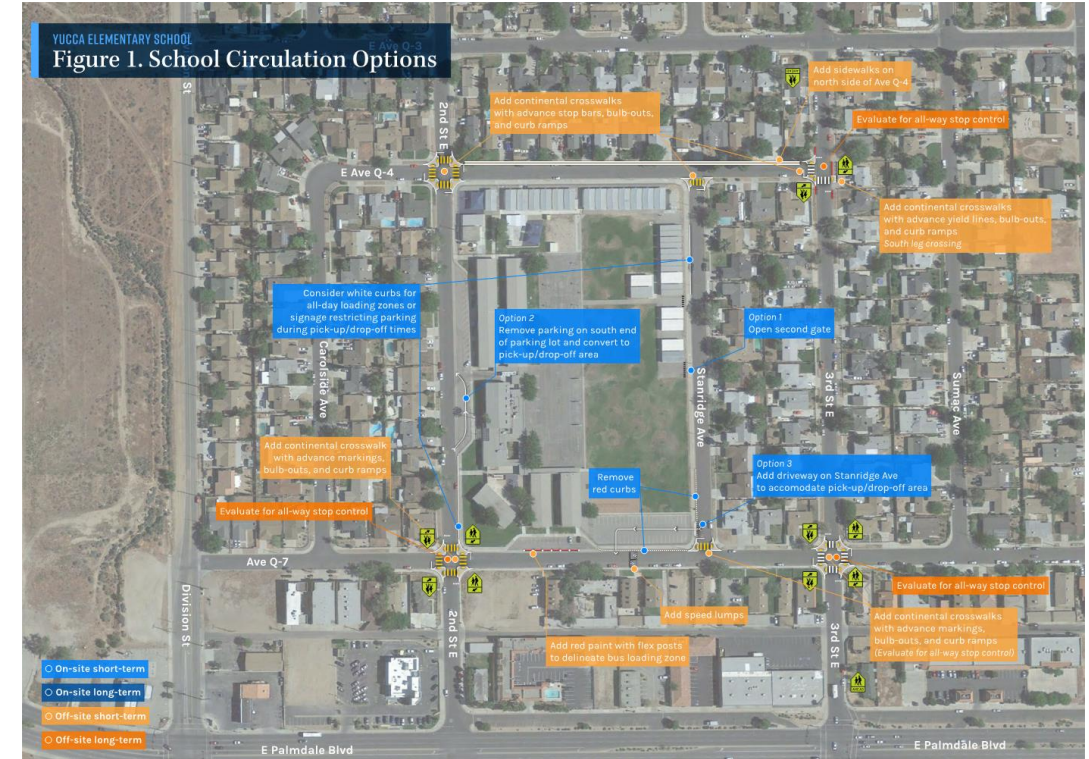 YUCCA ELEMENTARY SCHOOL
Figure 1. School Circulation Options
E Ave Q-3
St
2nd St E
Add continental crosswalks
with advance stop bars, bulb-outs,
and curb ramps
Add sidewalks on
north side of Ave Q-4
Evaluate for all-way stop control
E Ave Q-4
Add continental crosswalks
with advance yield lines, bulb-outs,
and curb ramps
South leg crossing
Consider white curbs for
all-day loading zones or
signage restricting parking
during pick-up/drop-off times
Option 2
Remove parking on south end
of parking lot and convert to
pick-up/drop-off area
Option 1
Open second gate
Carolside Ave
Stanridge Ave
3rd St E
Sumac Ave
Add continental crosswalk
with advance markings,
bulb-outs, and curb ramps
Remove
red curbs
Option 3
Add driveway on Stanridge Ave
to accomodate pick-up/drop-off area
Evaluate for all-way stop control
Ave Q-7
Evaluate for all-way stop control
Division St
2nd St E
Add speed lumps
Add red paint with flex posts
to delineate bus loading zone
3rd St E
Add continental crosswalks
with advance markings,
bulb-outs, and curb ramps
(Evaluate for all-way stop control)
On-site short-term
On-site long-term
Off-site short-term
Off-site long-term
E Palmdale Blvd
E Palmdale Blvd